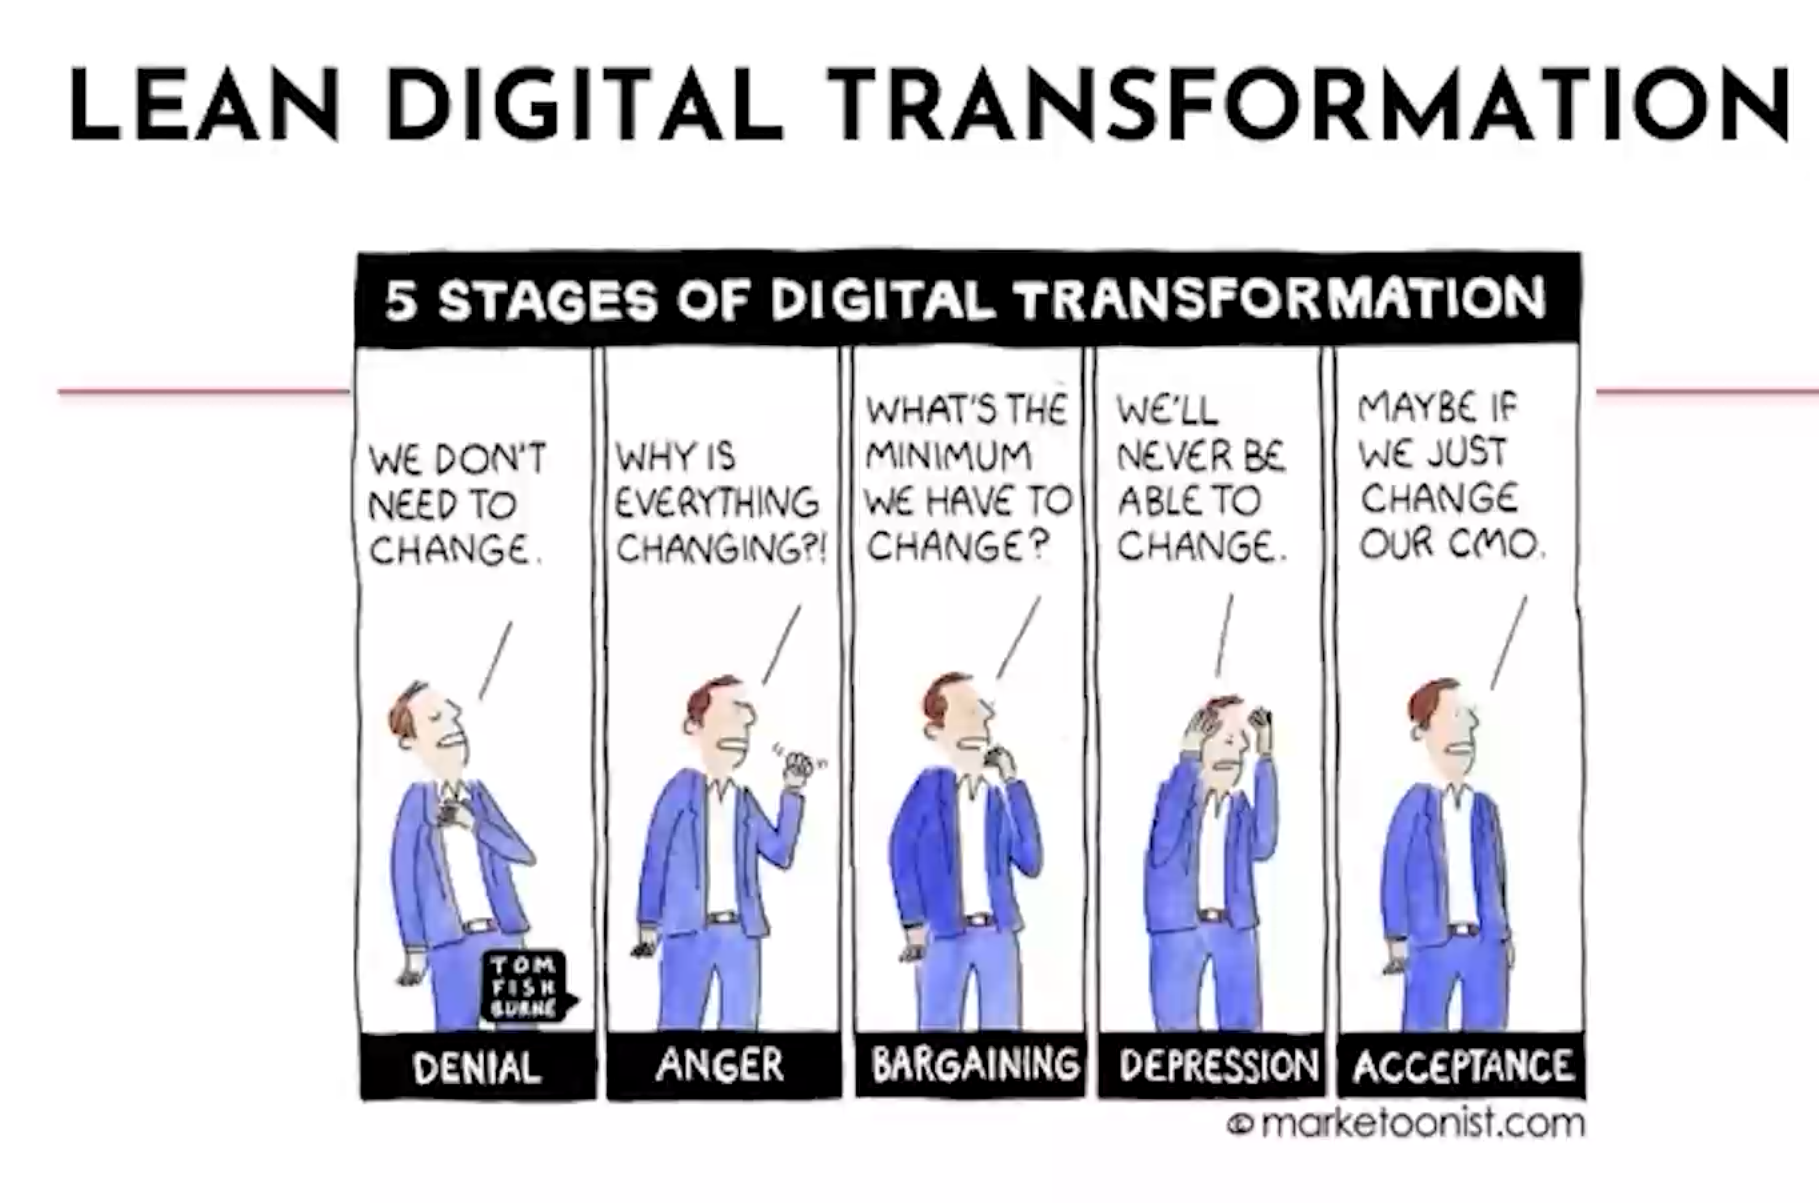 LEAN DIGITAL TRANSFORMATION
5 STAGES OF DIGITAL TRANSFORMATION
WE DON'T
NEED TO
CHANGE.
WHY IS
EVERYTHING
CHANGING?!
WHAT'S THE
MINIMUM
WE HAVE TO
CHANGE?
WE'LL
NEVER BE
ABLE TO
CHANGE.
MAYBE IF
WE JUST
CHANGE
OUR CMO.
TOM
FISH
BURNE
DENIAL
ANGER
BARGAINING
DEPRESSION
ACCEPTANCE
© marketoonist.com